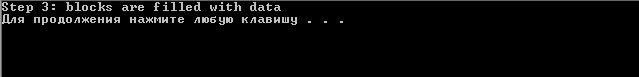 Step 3: blocks are filled with data
Для продолжения нажмите любую клавишу . . .